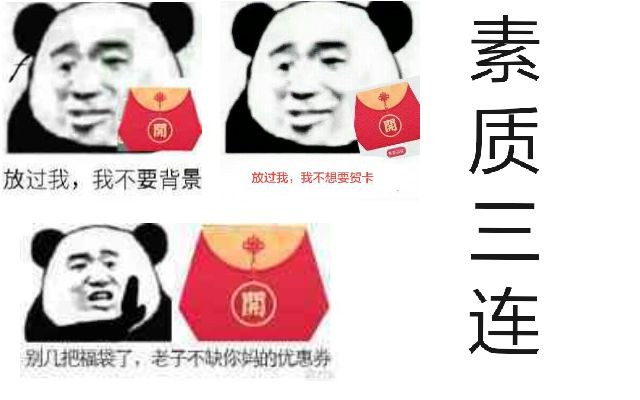 開
放过我，我不要背景
開
放过我，我不想要贺卡
開
别几把福袋了，老子不缺你妈的优惠券
素
质
三
连